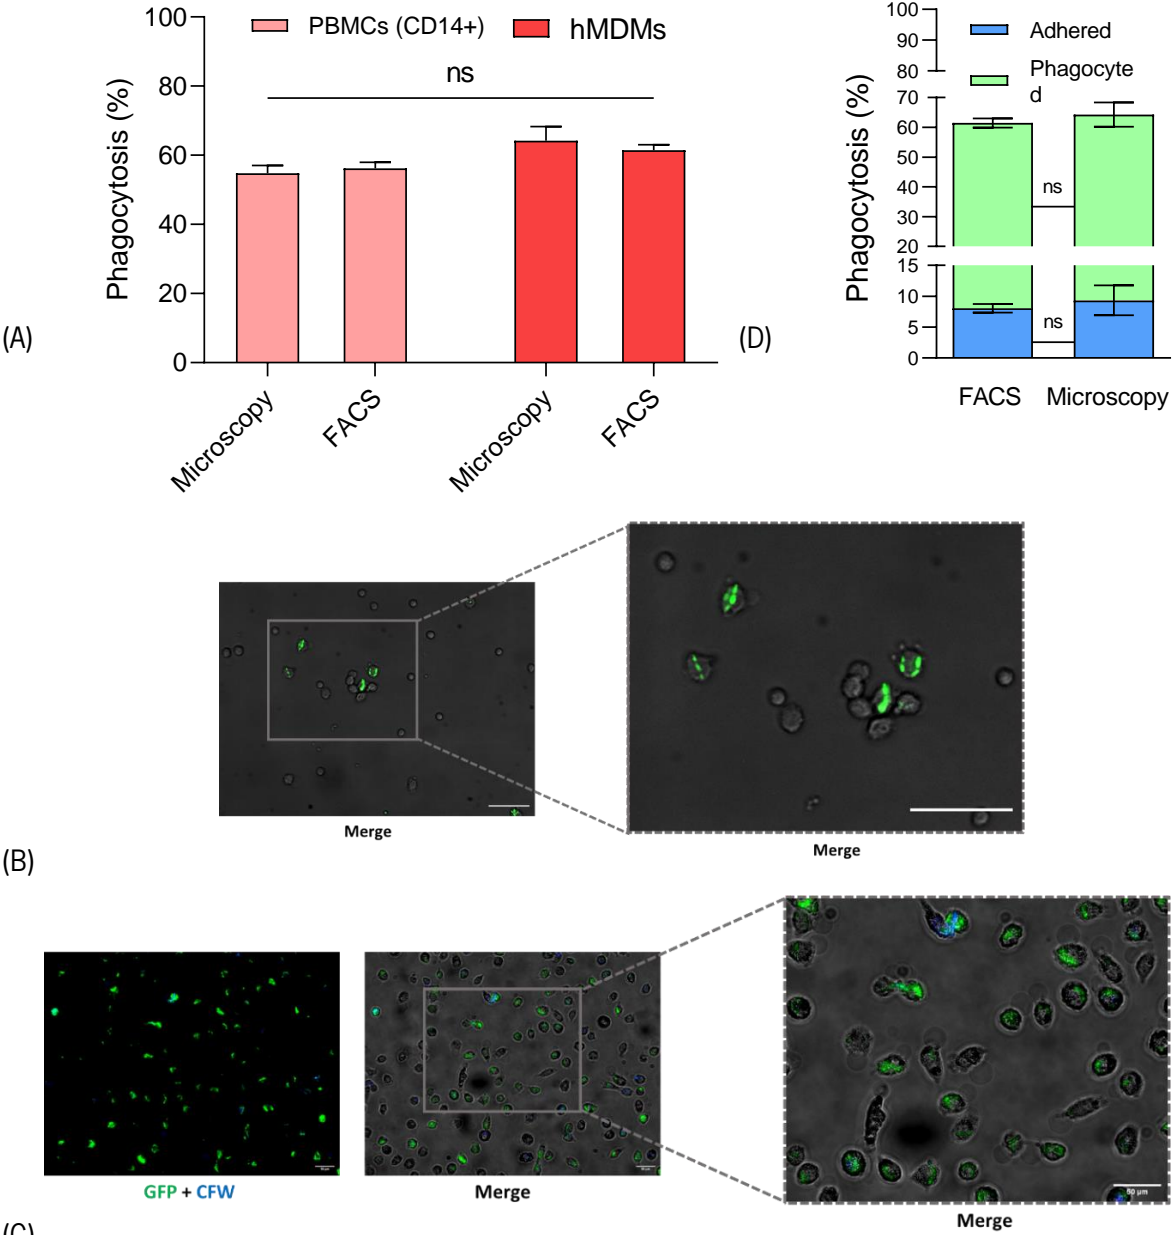 100
80
60
40
20
0
Phagocytosis (%)
PBMCs (CD14+)
hMDMs
ns
Microscopy
FACS
Microscopy
FACS
(A)
100
90
80
70
60
50
40
30
20
15
10
5
0
Phagocytosis (%)
Adhered
Phagocyte
d
ns
ns
FACS
Microscopy
(D)
Merge
Merge
(B)
GFP + CFW
Merge
50 µm
Merge
(C)